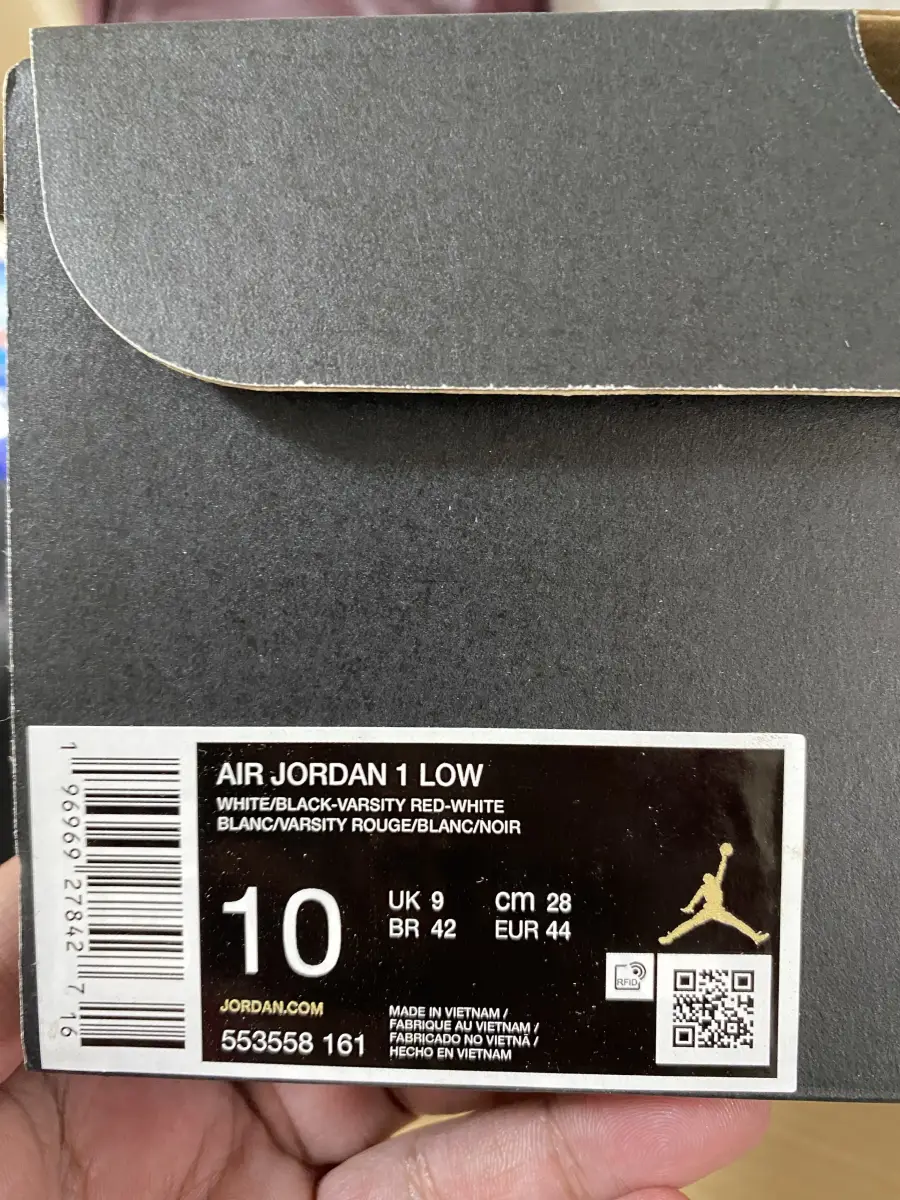 AIR JORDAN 1 LOW
WHITE/BLACK-VARSITY RED-WHITE
BLANC/VARSITY ROUGE/BLANC/NOIR
10
UK 9 cm 28
BR 42 EUR 44
RFID
JORDAN.COM
553558 161
MADE IN VIETNAM /
FABRIQUE AU VIETNAM /
FABRICADO NO VIETNÃ /
HECHO EN VIETNAM
1 96969 27842 7 16